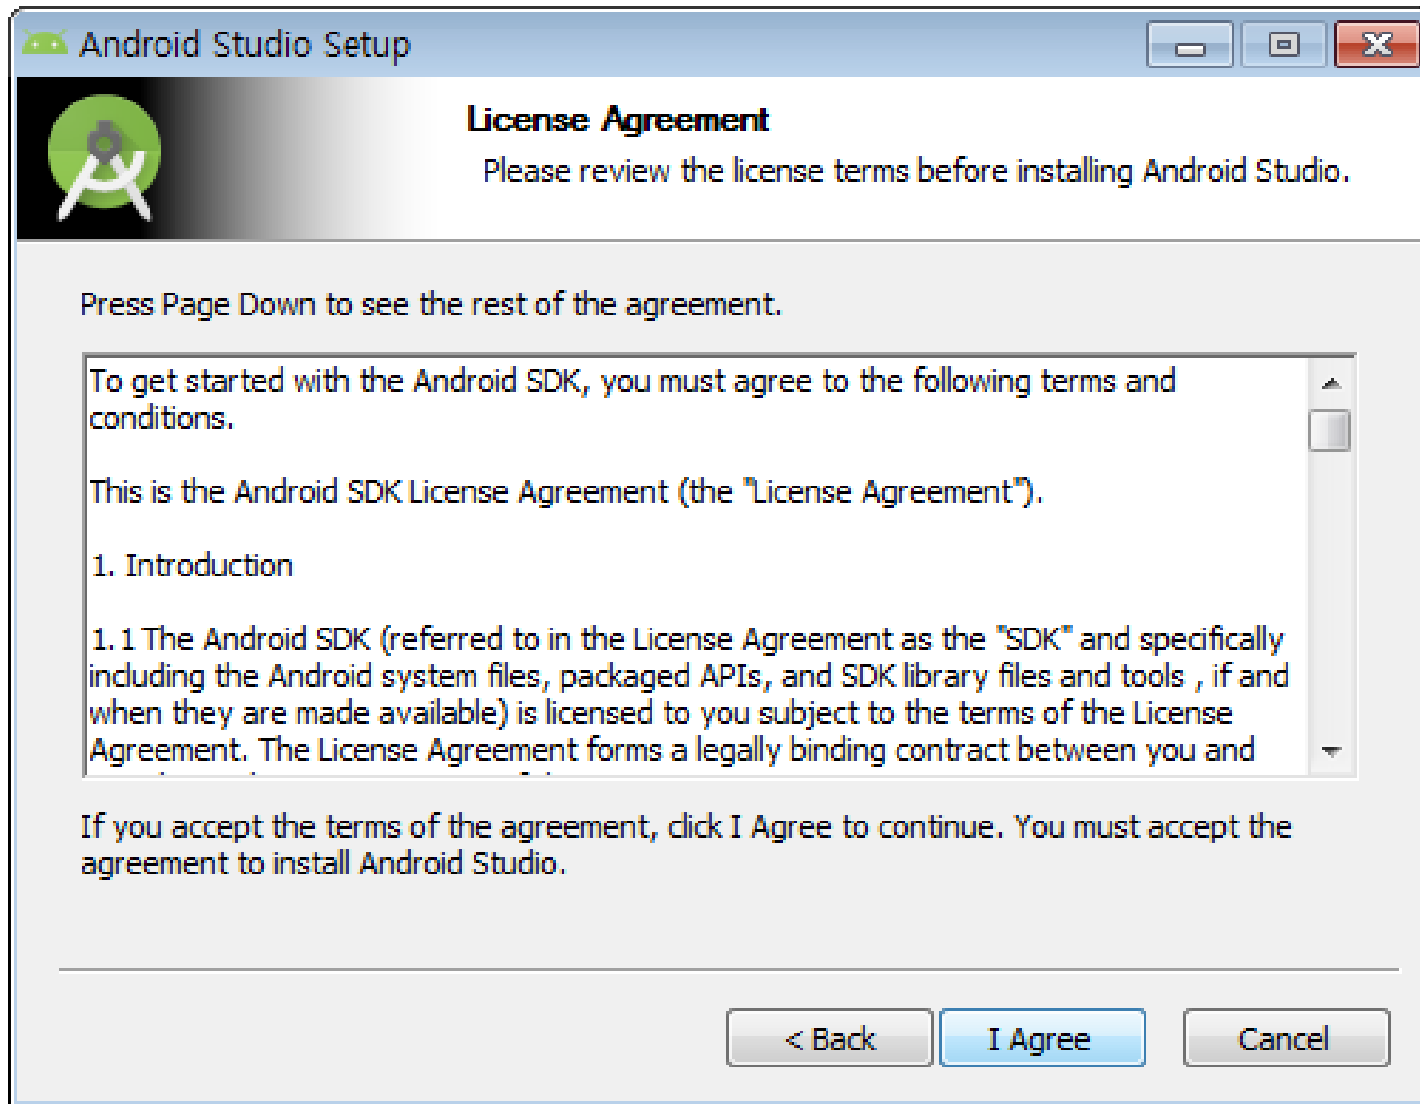 Android Studio Setup
License Agreement
Please review the license terms before installing Android Studio.
Press Page Down to see the rest of the agreement.
To get started with the Android SDK, you must agree to the following terms and
conditions.
This is the Android SDK License Agreement (the "License Agreement").
1. Introduction
1.1 The Android SDK (referred to in the License Agreement as the "SDK" and specifically
including the Android system files, packaged APIs, and SDK library files and tools , if and
when they are made available) is licensed to you subject to the terms of the License
Agreement. The License Agreement forms a legally binding contract between you and
If you accept the terms of the agreement, click I Agree to continue. You must accept the
agreement to install Android Studio.
< Back
I Agree
Cancel